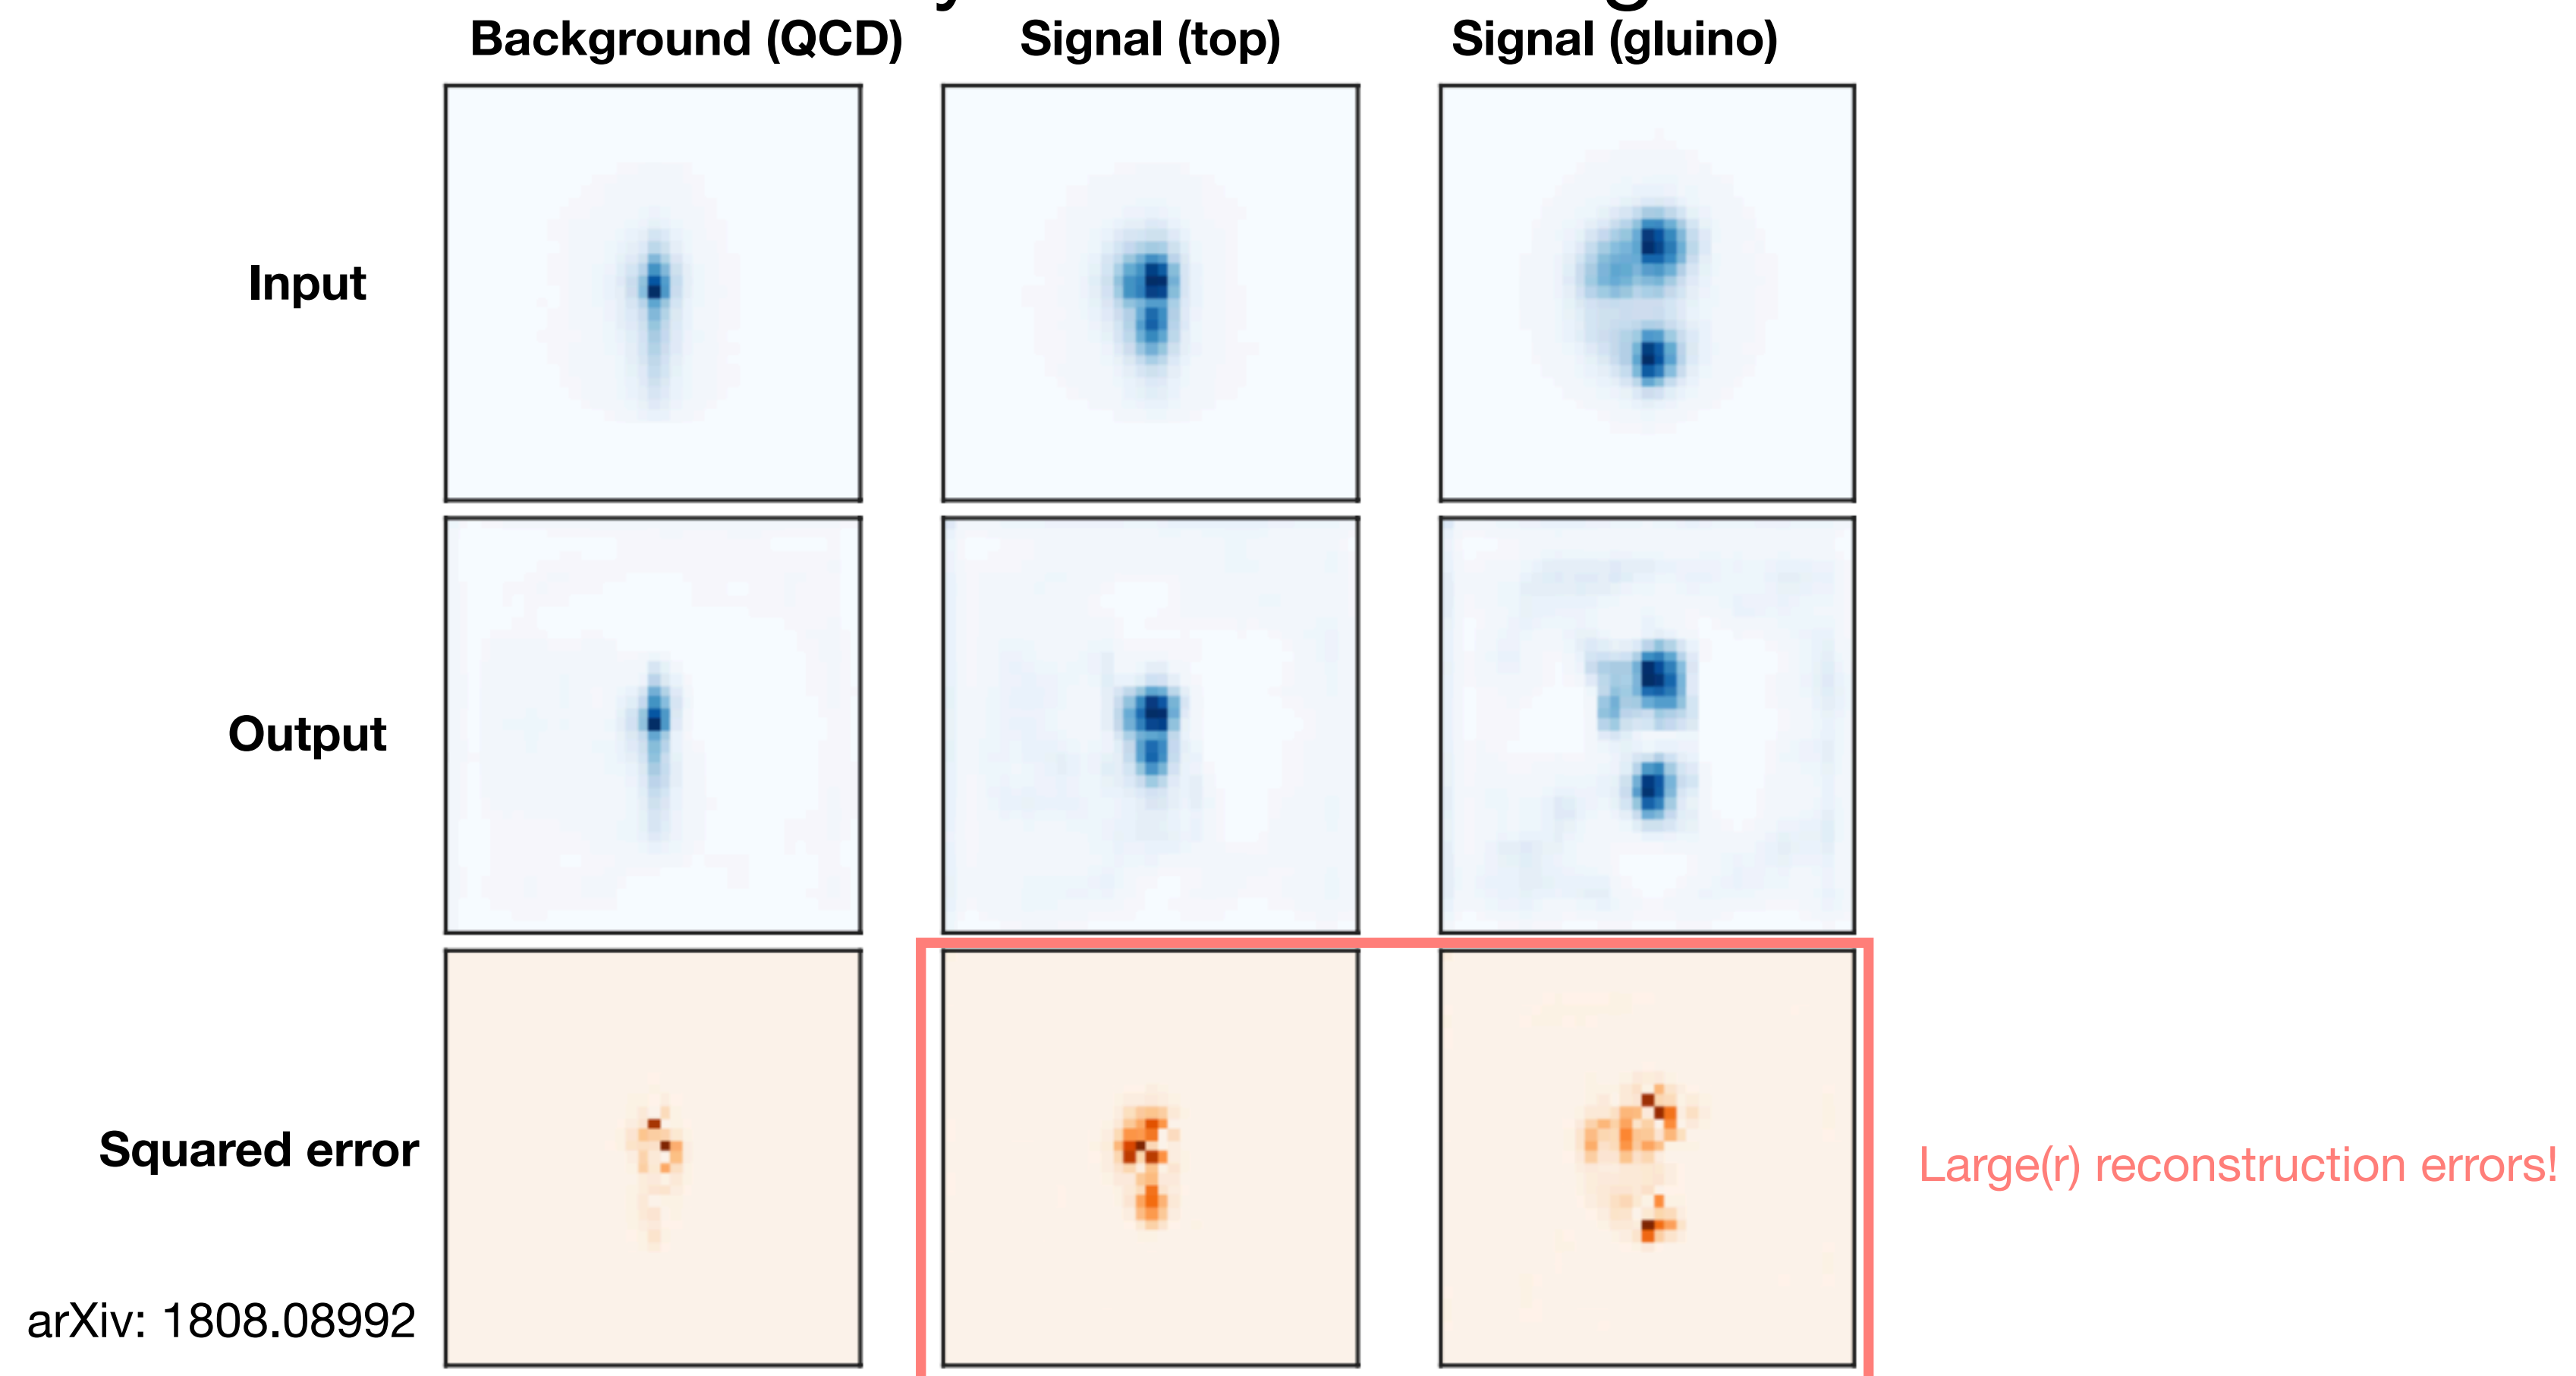 Background (QCD) Signal (top) Signal (gluino)
Input
Output
Squared error
Large(r) reconstruction errors!
arXiv: 1808.08992